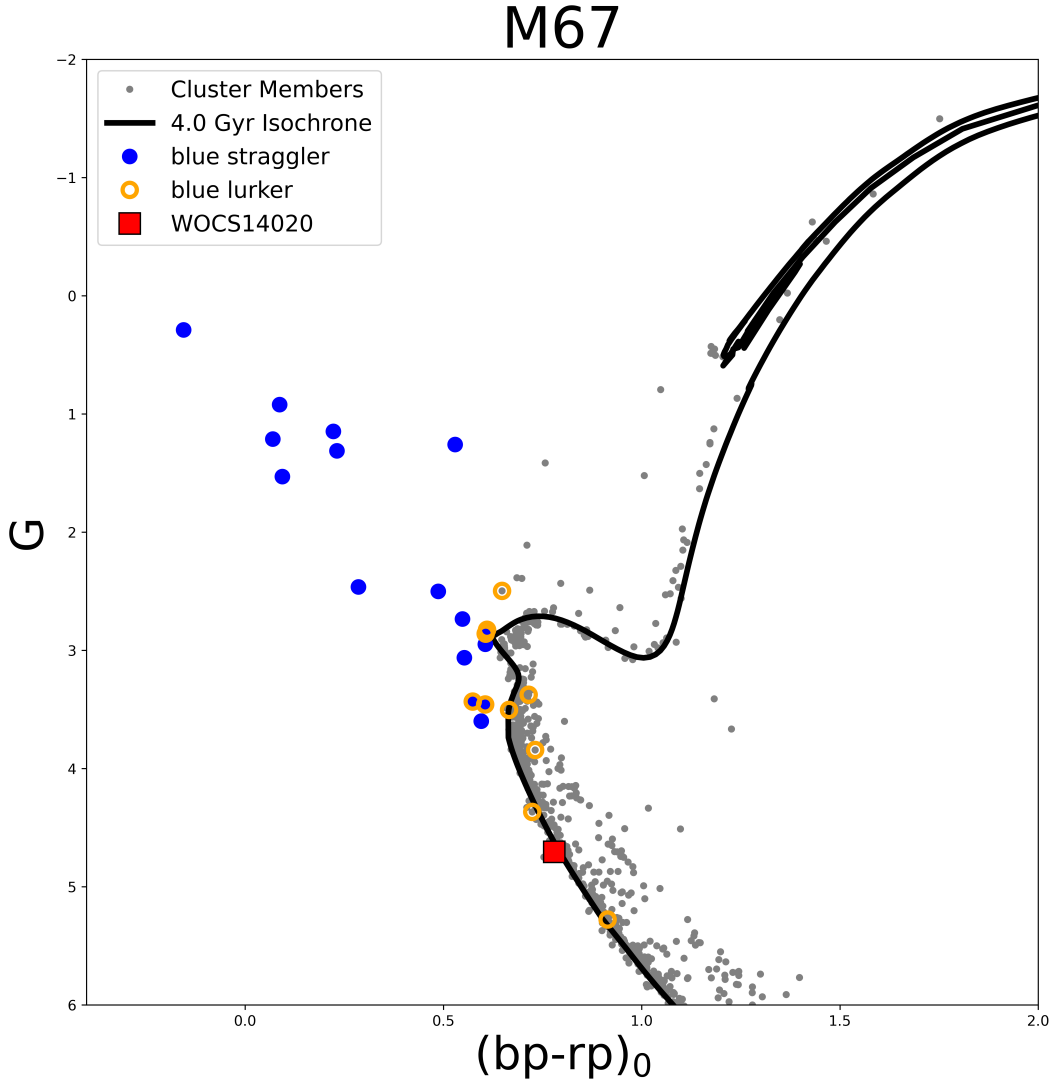 M67
Cluster Members
4.0 Gyr Isochrone
blue straggler
blue lurker
WOCS14020
−2
−1
0
1
2
3
4
5
6
G
0.0 0.5 1.0 1.5 2.0
(bp-rp)₀